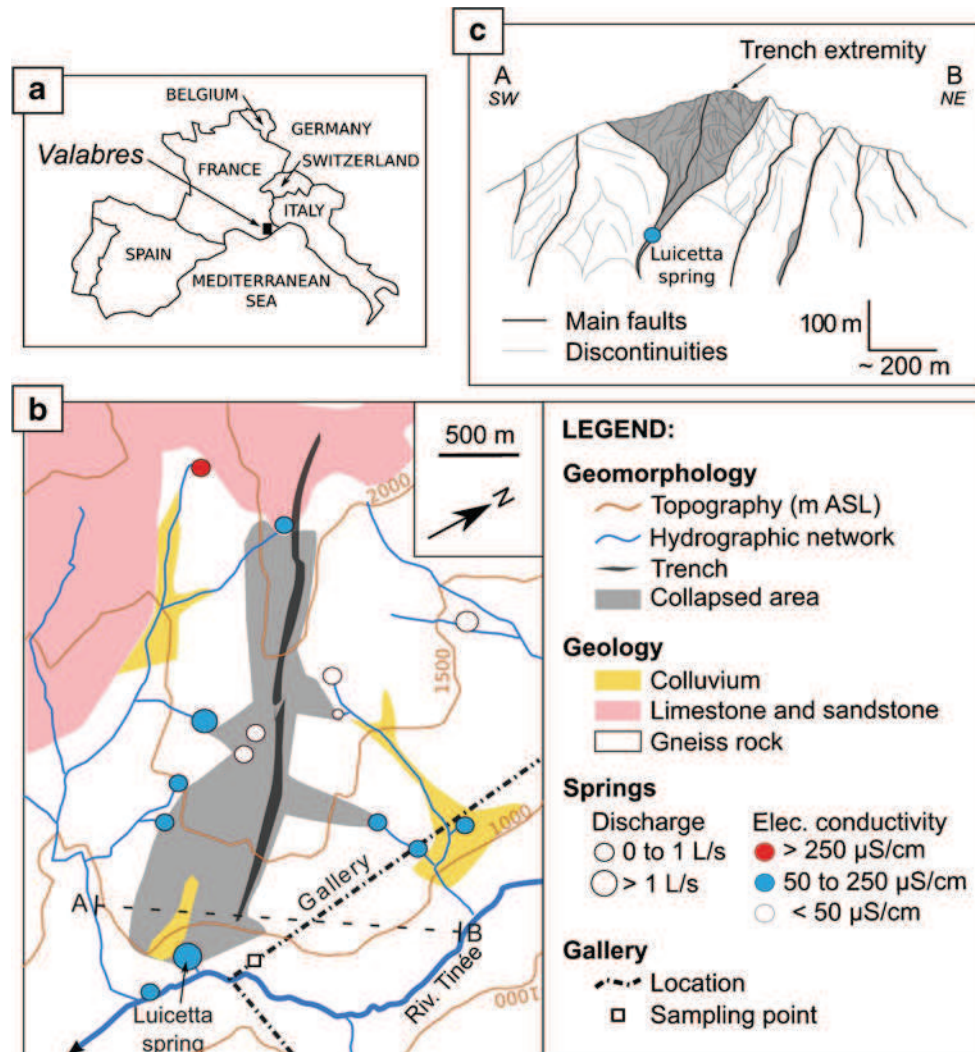 a
BELGIUM
GERMANY
Valabres
FRANCE
SWITZERLAND
ITALY
SPAIN
MEDITERRANEAN
SEA
c
Trench extremity
A
SW
B
NE
Luicetta
spring
Main faults
Discontinuities
100 m
~ 200 m
b
500 m
N
2000
1500
1000
Gallery
A
B
Riv. Tinée
1000
Luicetta
spring
LEGEND:
Geomorphology
Topography (m ASL)
Hydrographic network
Trench
Collapsed area
Geology
Colluvium
Limestone and sandstone
Gneiss rock
Springs
Discharge
0 to 1 L/s
> 1 L/s
Elec. conductivity
> 250 µS/cm
50 to 250 µS/cm
< 50 µS/cm
Gallery
Location
Sampling point